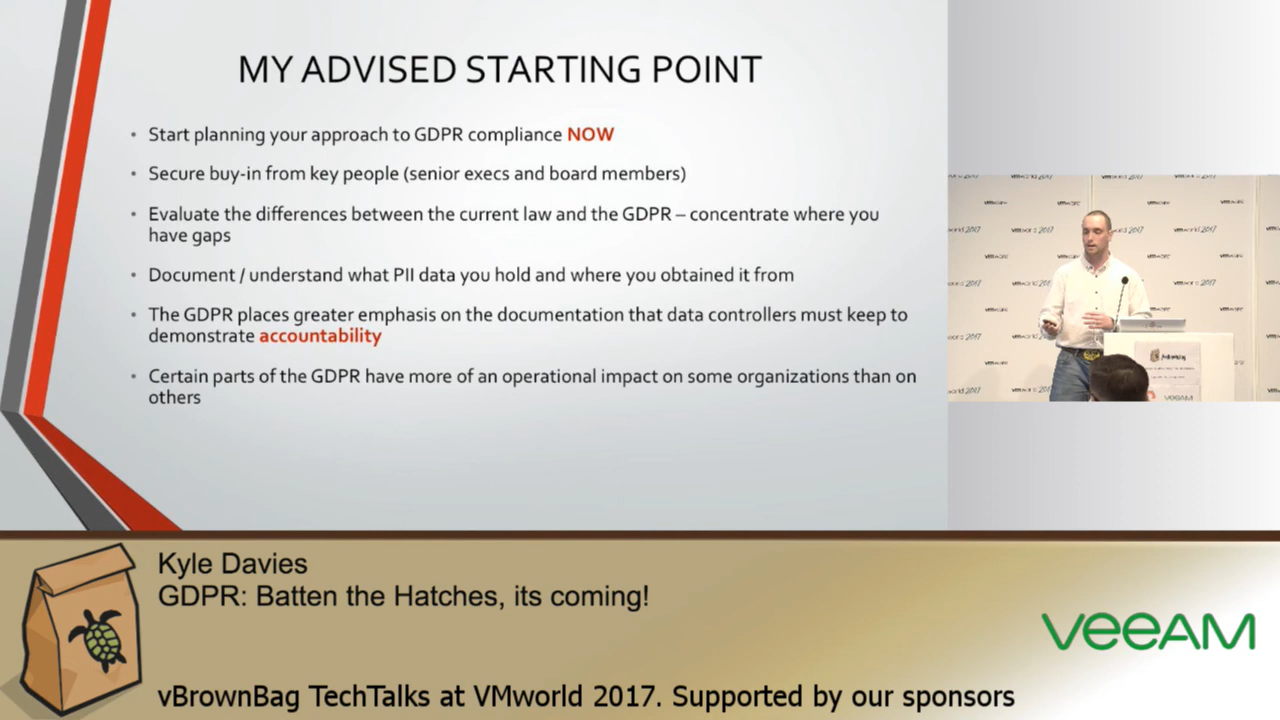 MY ADVISED STARTING POINT
• Start planning your approach to GDPR compliance NOW
• Secure buy-in from key people (senior execs and board members)
• Evaluate the differences between the current law and the GDPR – concentrate where you
have gaps
• Document / understand what PII data you hold and where you obtained it from
• The GDPR places greater emphasis on the documentation that data controllers must keep to
demonstrate accountability
• Certain parts of the GDPR have more of an operational impact on some organizations than on
others
vmworld 2017
vmware
VEEAM
Kyle Davies
GDPR: Batten the Hatches, its coming!
veeAM
vBrownBag TechTalks at VMworld 2017. Supported by our sponsors